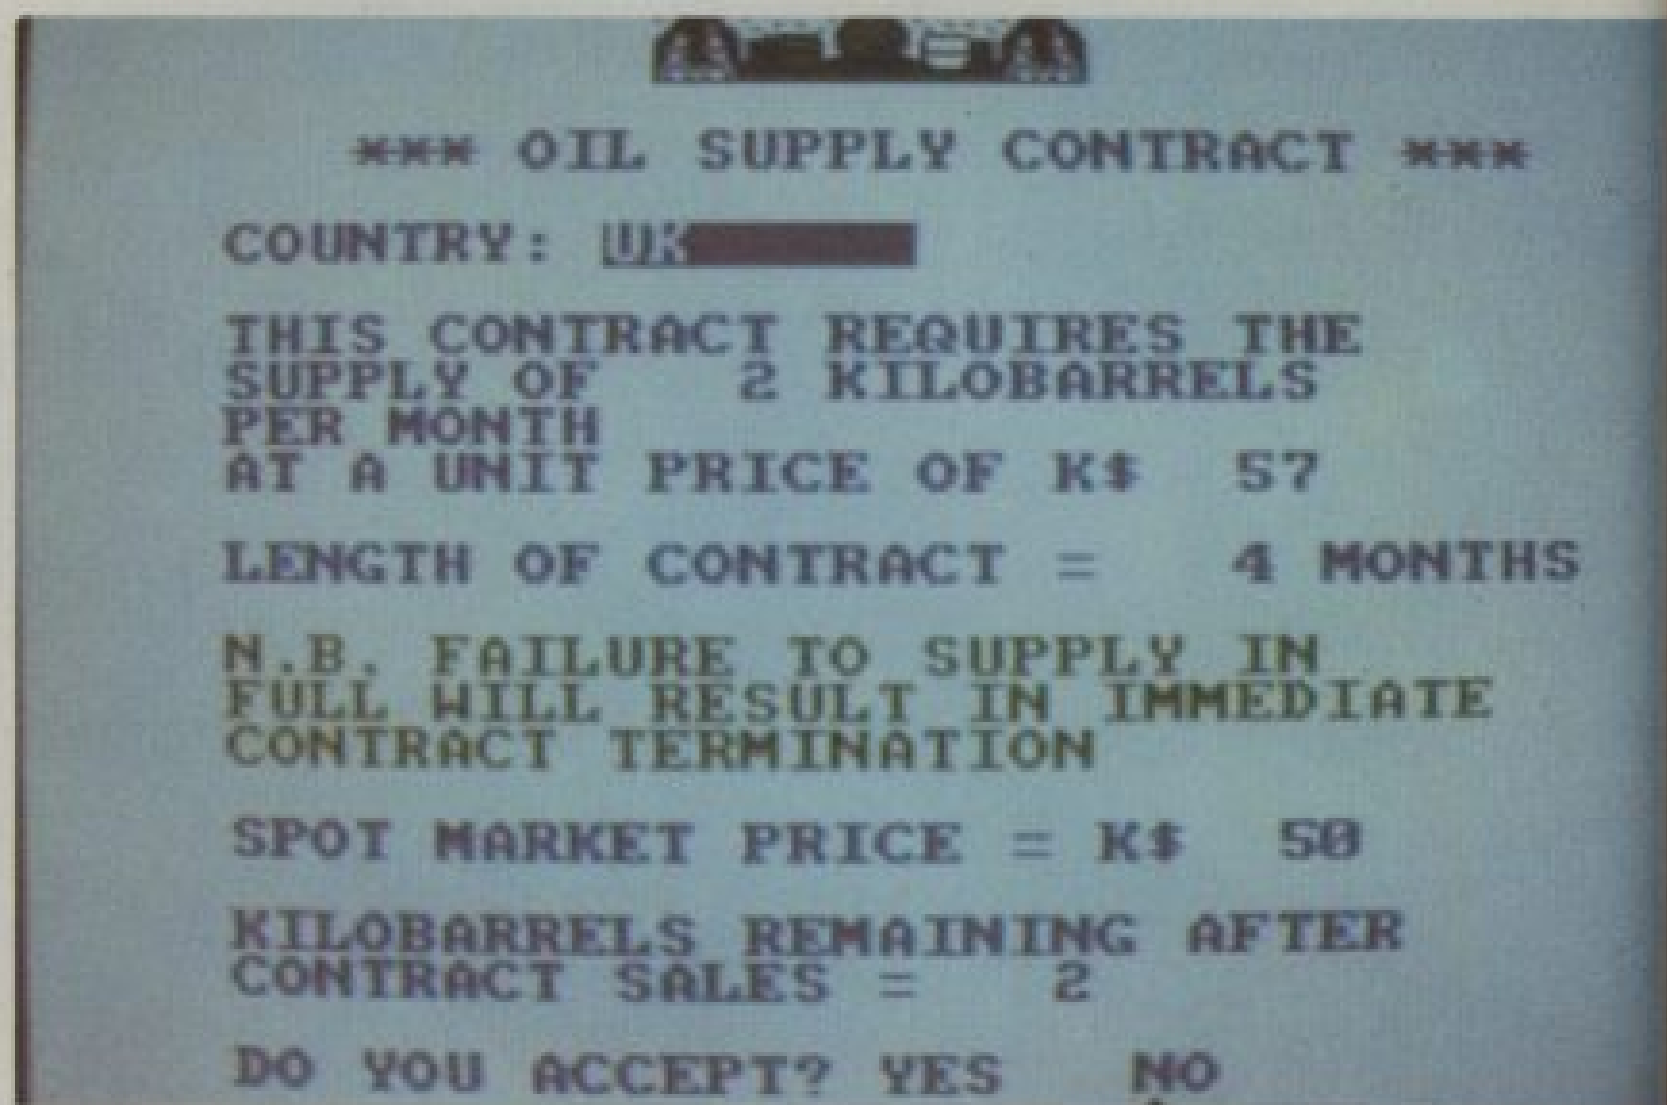 *** OIL SUPPLY CONTRACT ***
COUNTRY: UK
THIS CONTRACT REQUIRES THE
SUPPLY OF 2 KILOBARRELS
PER MONTH
AT A UNIT PRICE OF K$ 57
LENGTH OF CONTRACT = 4 MONTHS
N.B. FAILURE TO SUPPLY IN
FULL WILL RESULT IN IMMEDIATE
CONTRACT TERMINATION
SPOT MARKET PRICE = K$ 50
KILOBARRELS REMAINING AFTER
CONTRACT SALES = 2
DO YOU ACCEPT? YES NO